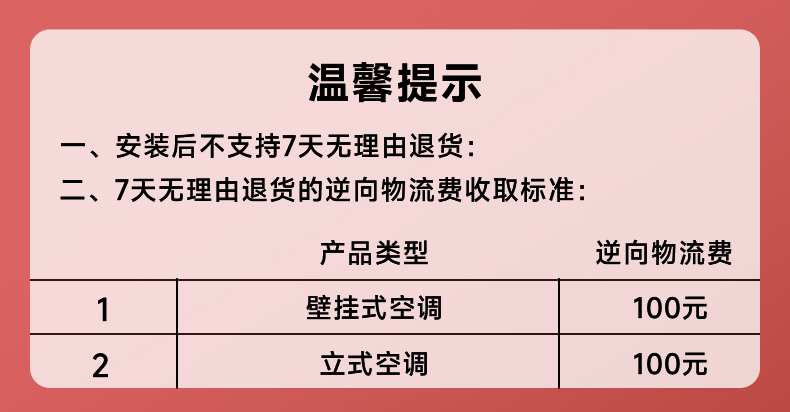 温馨提示
一、安装后不支持7天无理由退货：
二、7天无理由退货的逆向物流费收取标准：
产品类型 逆向物流费
1 壁挂式空调 100元
2 立式空调 100元